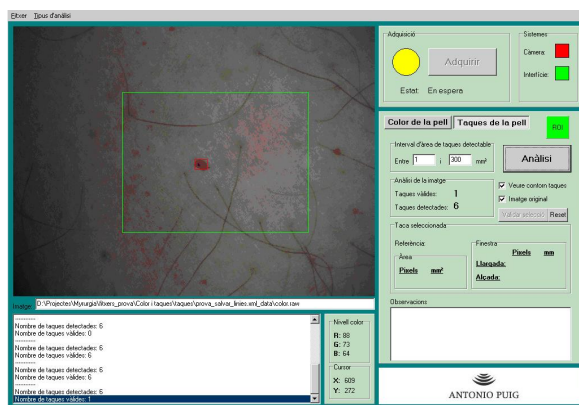 Fitxer Tipus d'anàlisi
Adquisició
Adquirir
Estat: En espera
Sistemes
Càmera:
Interfície:
Color de la pell Taques de la pell
ROI
Interval d'àrea de taques detectable
Entre 1 i 300 mm²
Anàlisi
Anàlisi de la imatge
Taques vàlides: 1
Taques detectades: 6
Veure contorn taques
Imatge original
Validar selecció Reset
Taca seleccionada
Referència:
Àrea
Píxels mm²
Finestra
Píxels mm
Llargada:
Alçada:
Observacions
Imatge: D:\Projectes\Myrurgia\fitxers_prova\Color i taques\taques\prova_salvar_linies.xml_data\color.raw
----------
Nombre de taques detectades: 6
Nombre de taques vàlides: 0
----------
Nombre de taques detectades: 6
Nombre de taques vàlides: 6
----------
Nombre de taques detectades: 6
Nombre de taques vàlides: 6
----------
Nombre de taques detectades: 6
Nombre de taques vàlides: 1
Nivell color
R: 88
G: 73
B: 64
Cursor
X: 609
Y: 272
ANTONIO PUIG